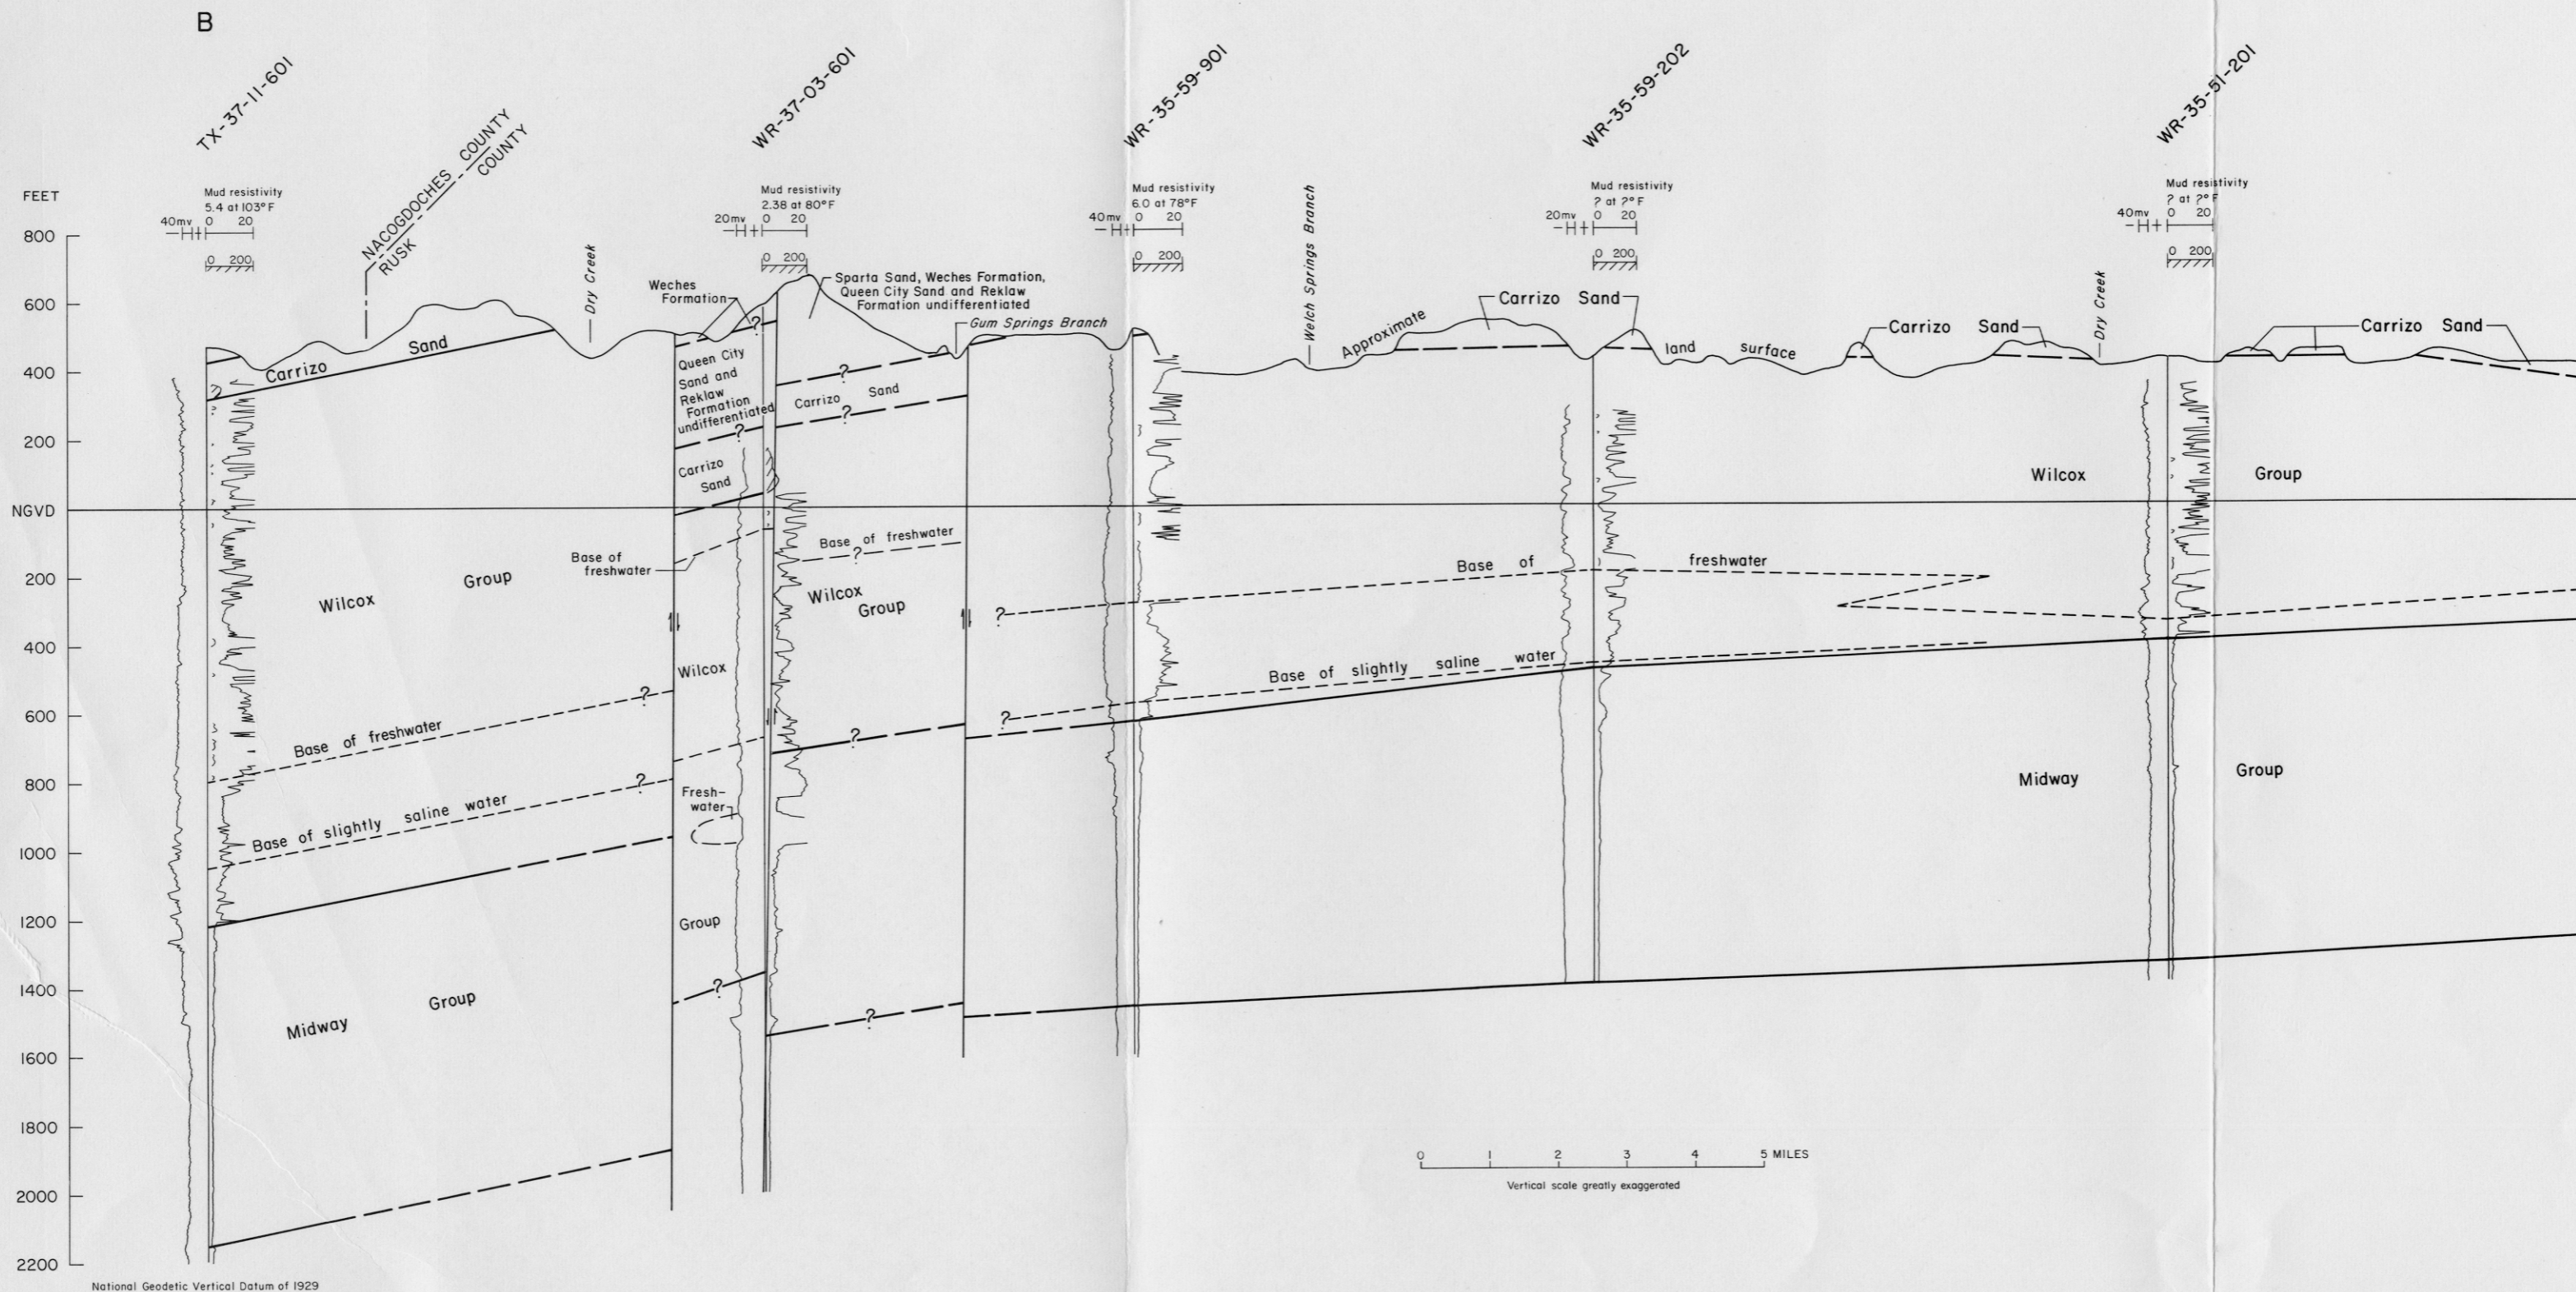 B
TX-37-11-601
NACOGDOCHES COUNTY
RUSK COUNTY
WR-37-03-601
WR-35-59-901
WR-35-59-202
WR-35-51-201
FEET
Mud resistivity
5.4 at 103°F
40mv 0 20
0 200
Mud resistivity
2.38 at 80°F
20mv 0 20
0 200
Mud resistivity
6.0 at 78°F
40mv 0 20
0 200
Mud resistivity
? at ?°F
20mv 0 20
0 200
Mud resistivity
? at ?°F
40mv 0 20
0 200
800
600
400
200
NGVD
200
400
600
800
1000
1200
1400
1600
1800
2000
2200
Dry Creek
Weches
Formation
?
Sparta Sand, Weches Formation,
Queen City Sand and Reklaw
Formation undifferentiated
Gum Springs Branch
Welch Springs Branch
Approximate land surface
Carrizo Sand
Carrizo Sand
Dry Creek
Carrizo Sand
Carrizo Sand
Queen City
Sand and
Reklaw
Formation
undifferentiated
?
?
Carrizo Sand
?
Carrizo
Sand
Wilcox Group
Base of
freshwater
Base of freshwater
?
Wilcox Group
Wilcox
Group
Base of freshwater
?
Base of freshwater
?
Wilcox
Base of slightly saline water
?
Base of slightly saline water
?
?
Fresh-
water
Group
?
?
Midway Group
Midway Group
0 1 2 3 4 5 MILES
Vertical scale greatly exaggerated
National Geodetic Vertical Datum of 1929